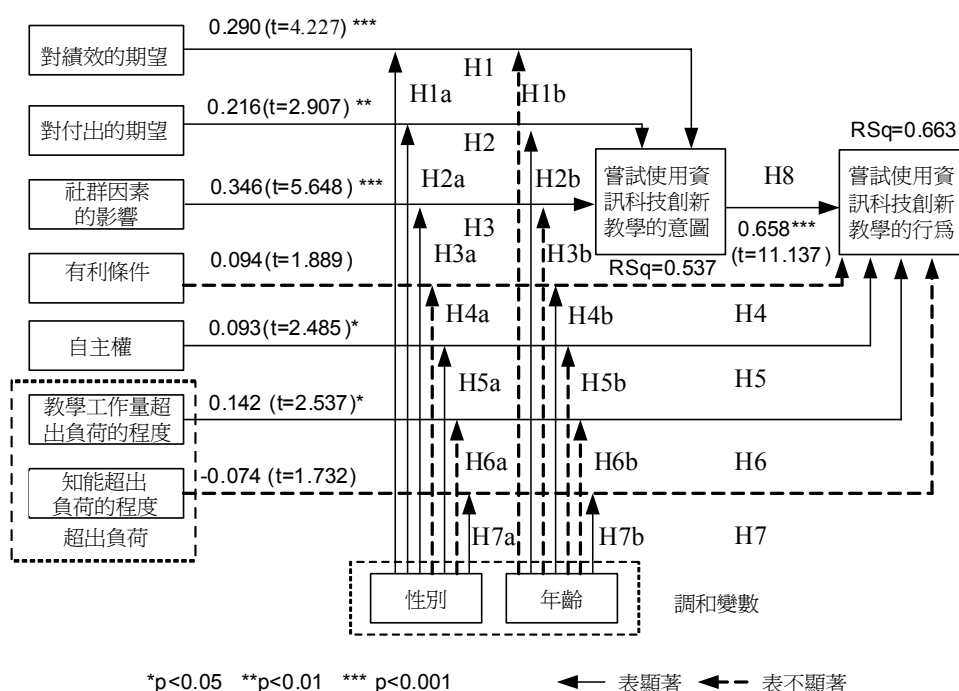 0.290 (t=4.227) ***
對績效的期望
H1
H1a
H1b
0.216(t=2.907) **
對付出的期望
H2
H2a
H2b
RSq=0.663
0.346(t=5.648) ***
社群因素
的影響
H3
H3a
H3b
嘗試使用資
訊科技創新
教學的意圖
RSq=0.537
H8
0.658***
(t=11.137)
嘗試使用資
訊科技創新
教學的行為
0.094(t=1.889)
有利條件
H4a
H4b
H4
0.093(t=2.485)*
自主權
H5a
H5b
H5
0.142 (t=2.537)*
教學工作量超
出負荷的程度
H6a
H6b
H6
-0.074 (t=1.732)
知能超出
負荷的程度
超出負荷
H7a
H7b
H7
性別
年齡
調和變數
*p<0.05 **p<0.01 *** p<0.001
表顯著
表不顯著